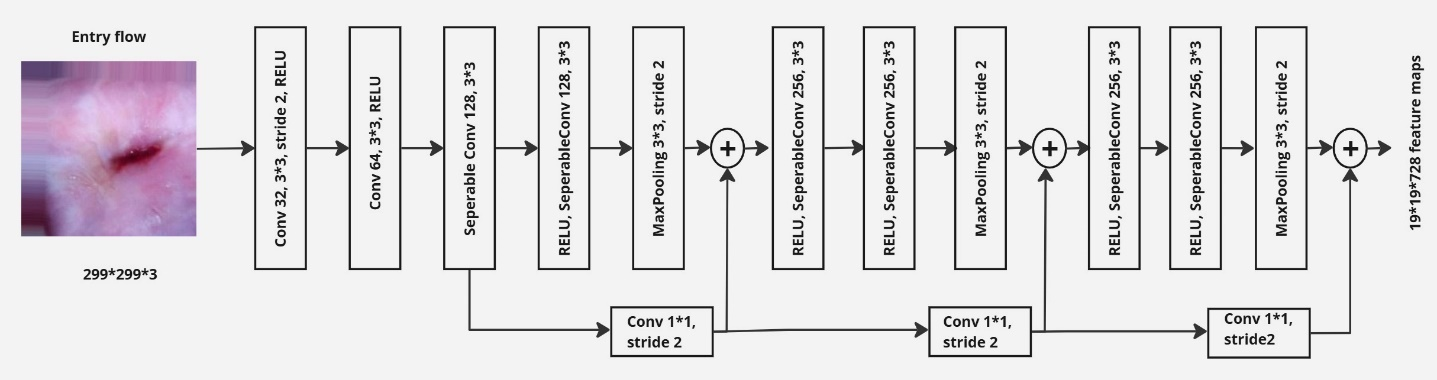 Entry flow
299*299*3
Conv 32, 3*3, stride 2, RELU
Conv 64, 3*3, RELU
Seperable Conv 128, 3*3
RELU, SeperableConv 128, 3*3
MaxPooling 3*3, stride 2
+
RELU, SeperableConv 256, 3*3
RELU, SeperableConv 256, 3*3
MaxPooling 3*3, stride 2
+
RELU, SeperableConv 256, 3*3
RELU, SeperableConv 256, 3*3
MaxPooling 3*3, stride 2
+
19*19*728 feature maps
Conv 1*1,
stride 2
Conv 1*1,
stride 2
Conv 1*1,
stride2